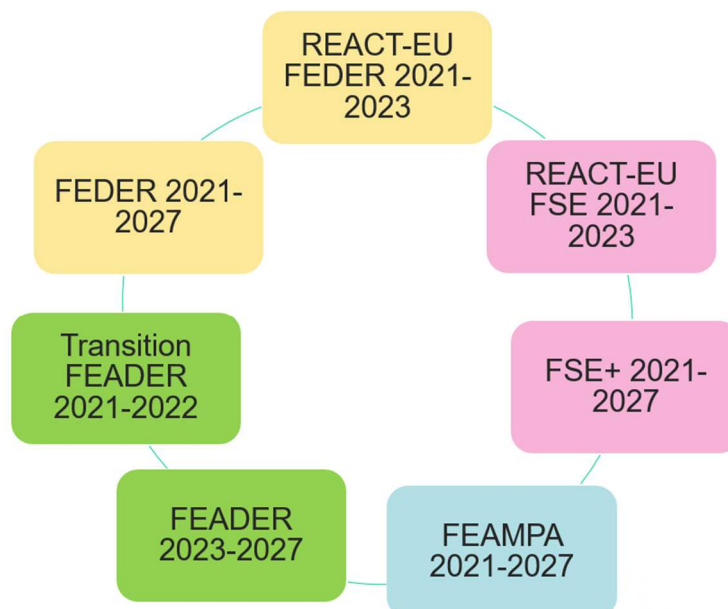 REACT-EU
FEDER 2021-
2023
REACT-EU
FSE 2021-
2023
FSE+ 2021-
2027
FEAMPA
2021-2027
FEADER
2023-2027
Transition
FEADER
2021-2022
FEDER 2021-
2027